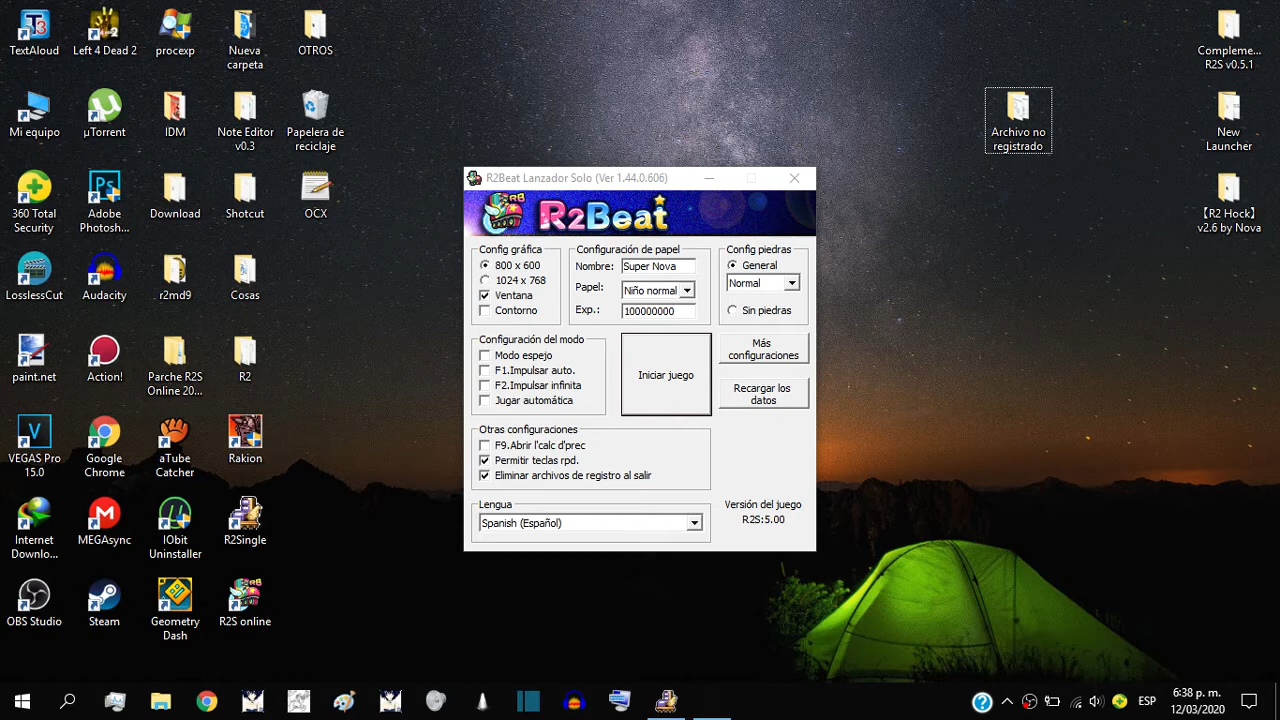 TextAloud
Left 4 Dead 2
procexp
Nueva
carpeta
OTROS
Mi equipo
µTorrent
IDM
Note Editor
v0.3
Papelera de
reciclaje
360 Total
Security
Adobe
Photosh...
Download
Shotcut
OCX
LosslessCut
Audacity
r2md9
Cosas
paint.net
Action!
Parche R2S
Online 20...
R2
VEGAS Pro
15.0
Google
Chrome
aTube
Catcher
Rakion
Internet
Downlo...
MEGAsync
IObit
Uninstaller
R2Single
OBS Studio
Steam
Geometry
Dash
R2S online
R2Beat Lanzador Solo (Ver 1.44.0.606)
R2Beat
Config gráfica
800 x 600
1024 x 768
Ventana
Contorno
Configuración de papel
Nombre: Super Nova
Papel: Niño normal
Exp.: 100000000
Config piedras
General
Normal
Sin piedras
Configuración del modo
Modo espejo
F1.Impulsar auto.
F2.Impulsar infinita
Jugar automática
Iniciar juego
Más
configuraciones
Recargar los
datos
Otras configuraciones
F9.Abrir l'calc d'prec
Permitir teclas rpd.
Eliminar archivos de registro al salir
Lengua
Spanish (Español)
Versión del juego
R2S:5.00
Archivo no
registrado
Compleme...
R2S v0.5.1
New
Launcher
【R2 Hock】
v2.6 by Nova
ESP
6:38 p. m.
12/03/2020